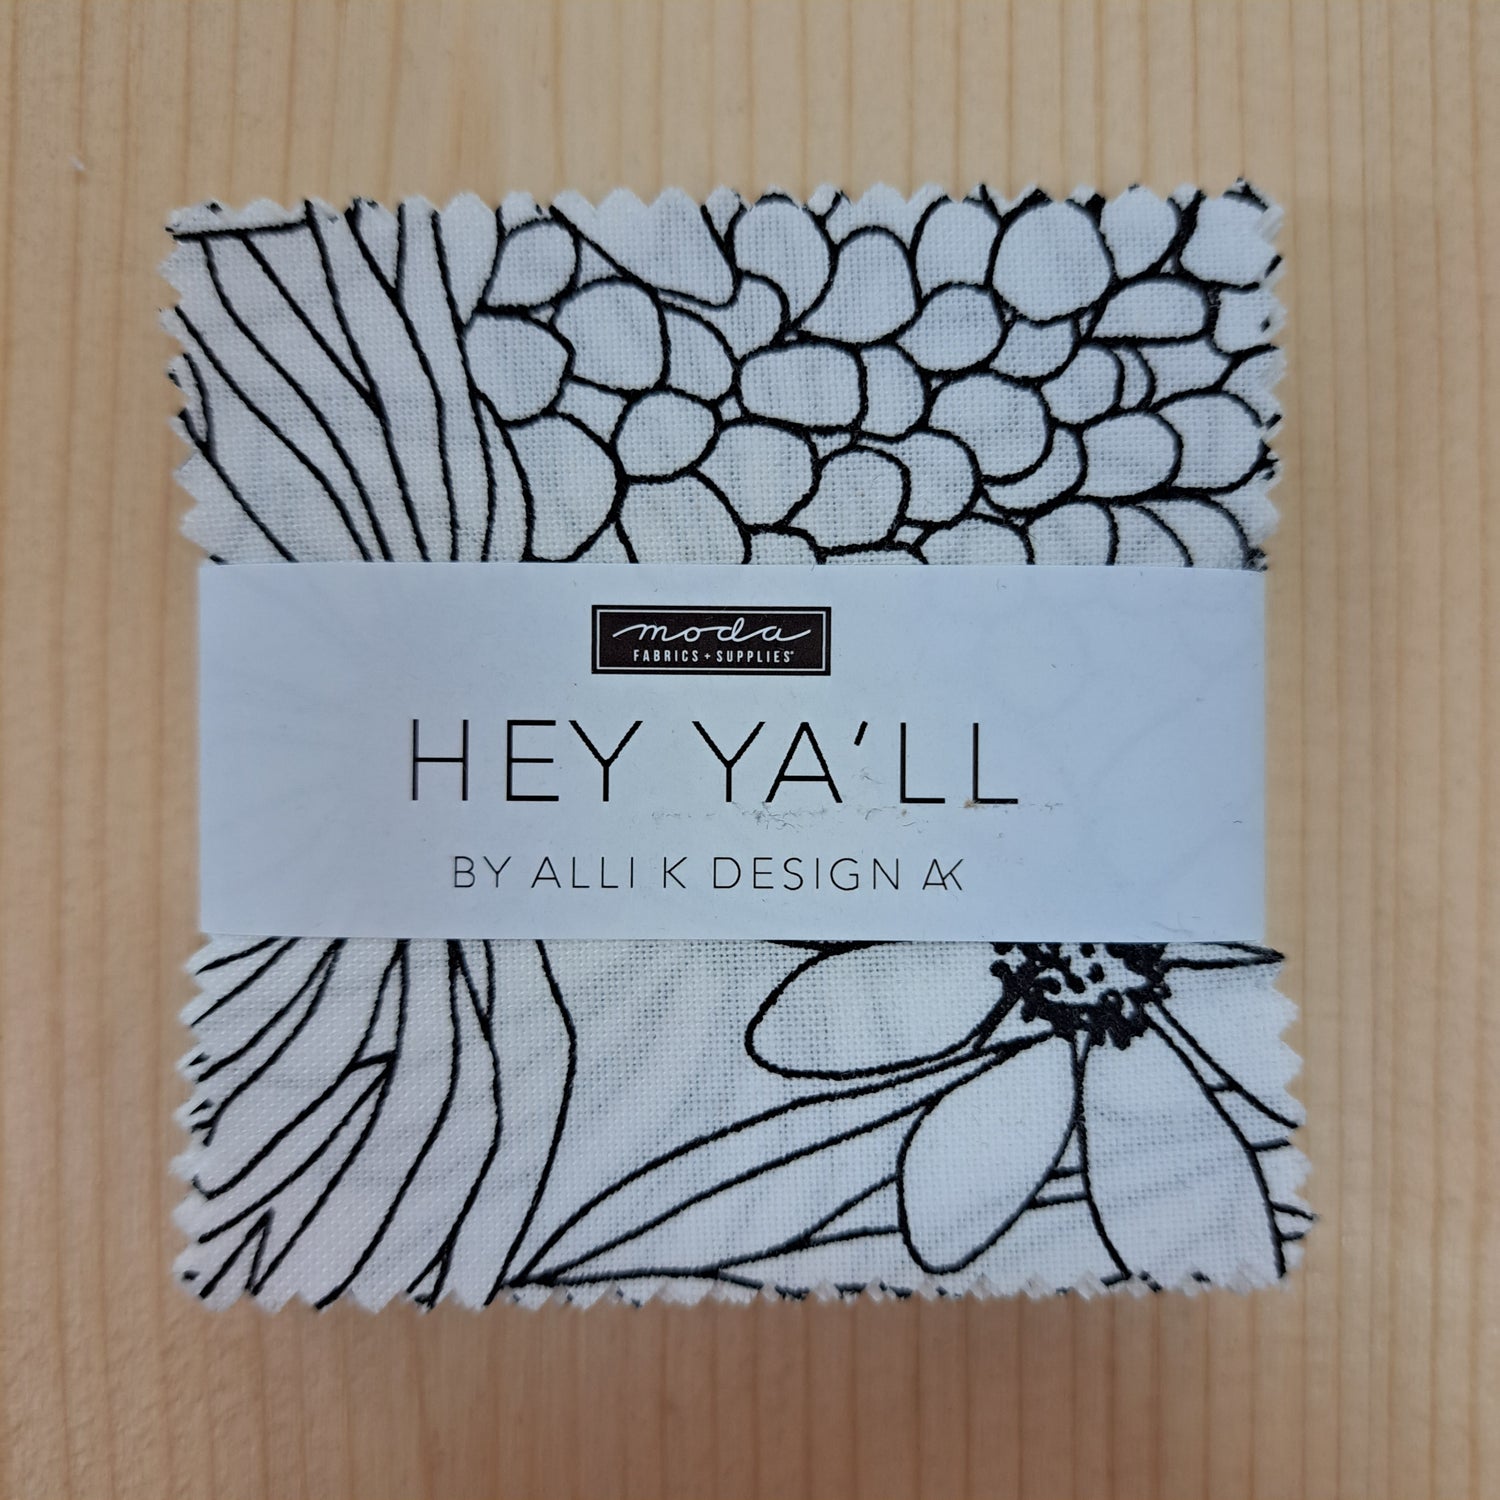 moda
FABRICS + SUPPLIES®
HEY YA'LL
BY ALLI K DESIGN AK